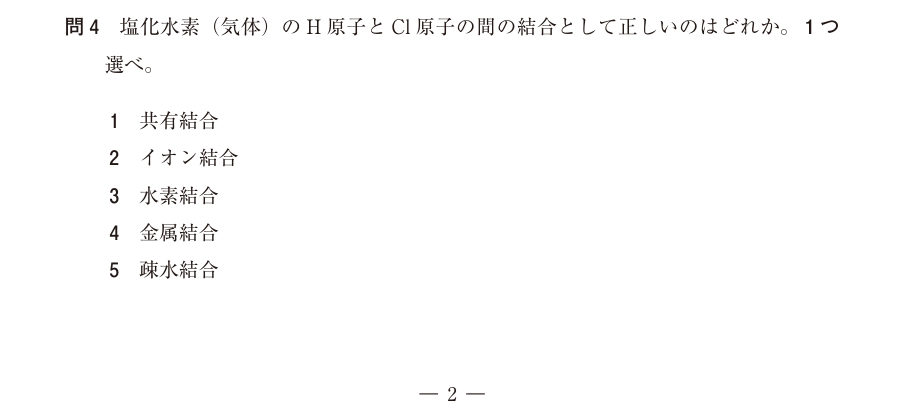 問4 塩化水素（気体）のH原子とCl原子の間の結合として正しいのはどれか。1つ
選べ。
1 共有結合
2 イオン結合
3 水素結合
4 金属結合
5 疎水結合
— 2 —